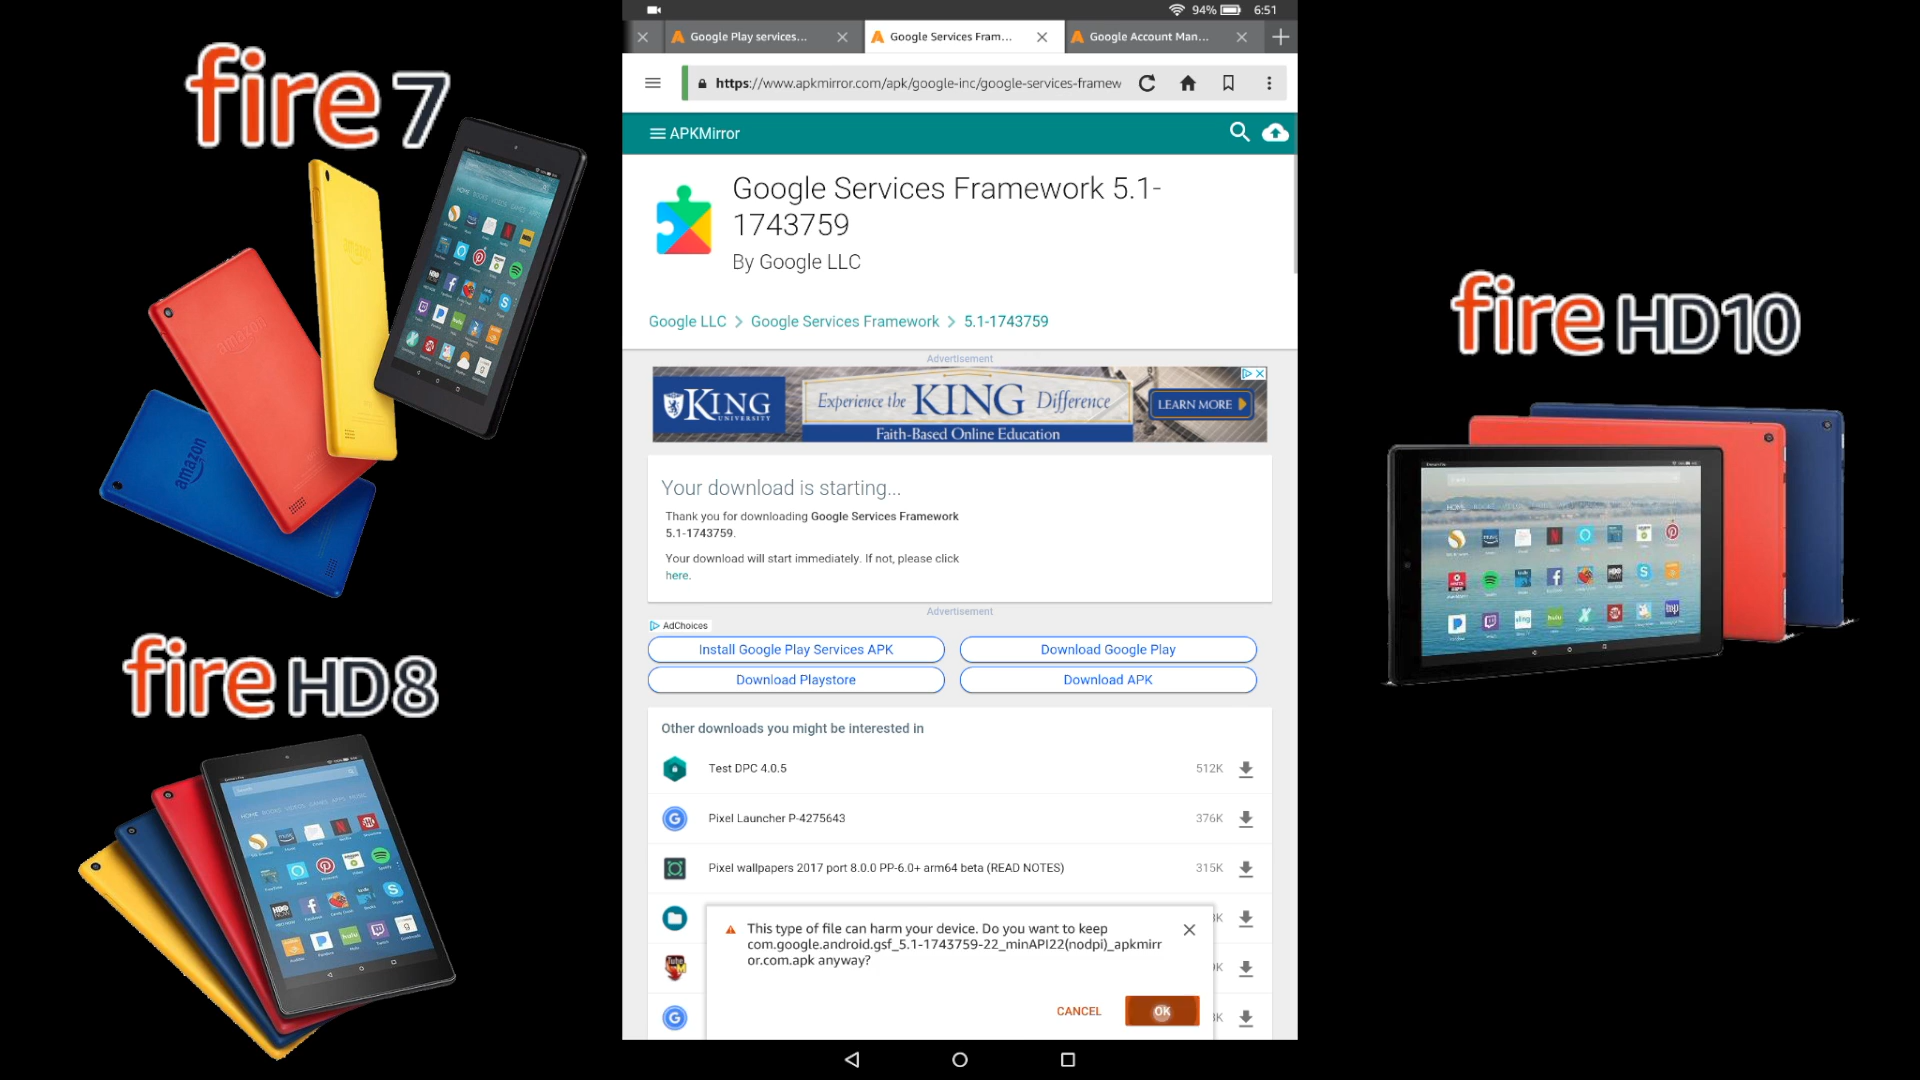 fire 7
amazon
amazon
amazon
fire HD8
94%
6:51
Google Play services...
Google Services Fram...
Google Account Man...
https://www.apkmirror.com/apk/google-inc/google-services-framew
APKMirror
Google Services Framework 5.1-
1743759
By Google LLC
Google LLC > Google Services Framework > 5.1-1743759
Advertisement
KING
UNIVERSITY
Experience the KING Difference
Faith-Based Online Education
LEARN MORE
Your download is starting...
Thank you for downloading Google Services Framework
5.1-1743759.
Your download will start immediately. If not, please click
here.
Advertisement
AdChoices
Install Google Play Services APK
Download Google Play
Download Playstore
Download APK
Other downloads you might be interested in
Test DPC 4.0.5
512K
Pixel Launcher P-4275643
376K
Pixel wallpapers 2017 port 8.0.0 PP-6.0+ arm64 beta (READ NOTES)
315K
This type of file can harm your device. Do you want to keep
com.google.android.gsf_5.1-1743759-22_minAPI22(nodpi)_apkmirr
or.com.apk anyway?
CANCEL
OK
fire HD10